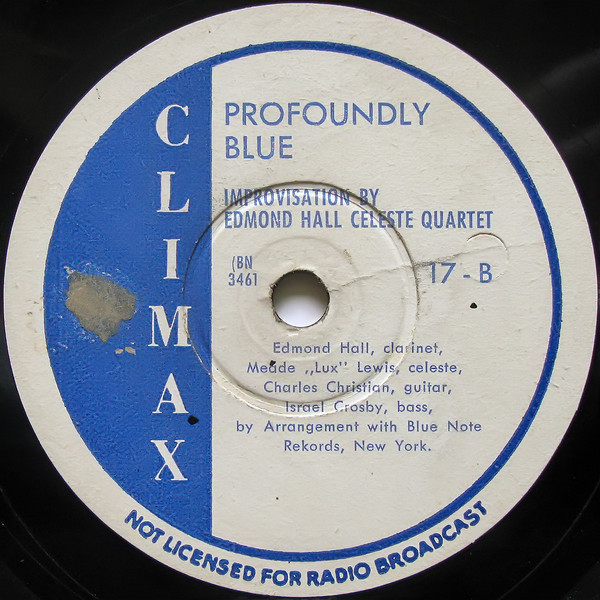 CLIMAX
PROFOUNDLY
BLUE
IMPROVISATION BY
EDMOND HALL CELESTE QUARTET
(BN
3461
17 - B
Edmond Hall, clarinet,
Meade „Lux" Lewis, celeste,
Charles Christian, guitar,
Israel Crosby, bass,
by Arrangement with Blue Note
Rekords, New York.
NOT LICENSED FOR RADIO BROADCAST